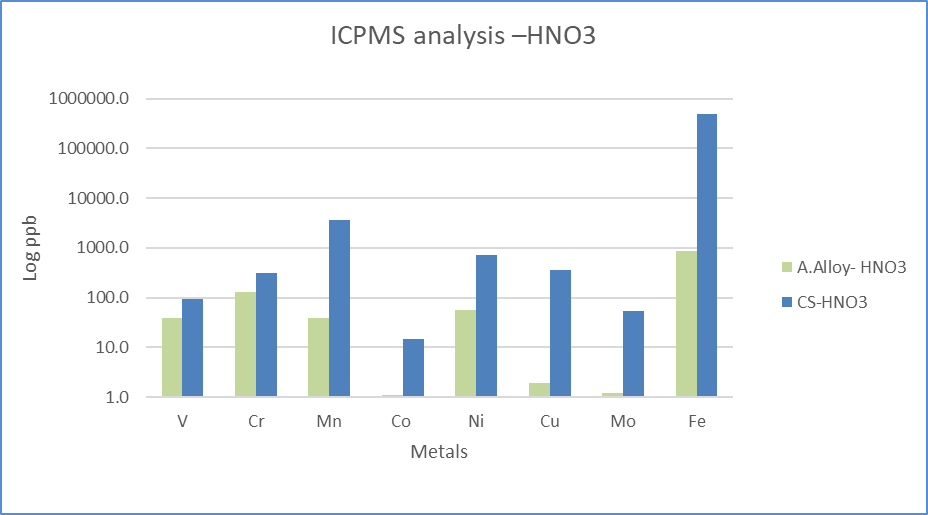 ICPMS analysis –HNO3
1000000.0
100000.0
10000.0
1000.0
100.0
10.0
1.0
Log ppb
V Cr Mn Co Ni Cu Mo Fe
Metals
A.Alloy- HNO3
CS-HNO3